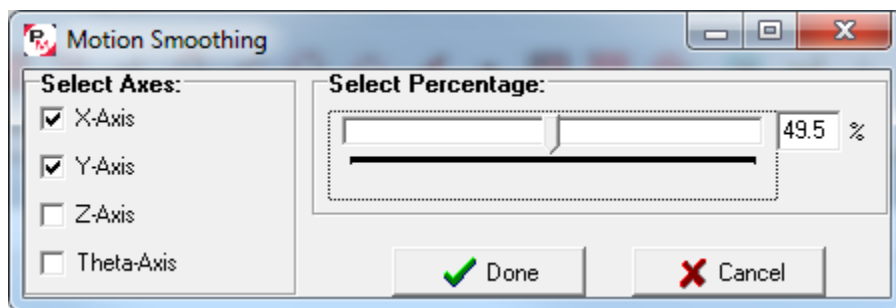 Motion Smoothing
Select Axes:
X-Axis
Y-Axis
Z-Axis
Theta-Axis
Select Percentage:
49.5 %
Done
Cancel